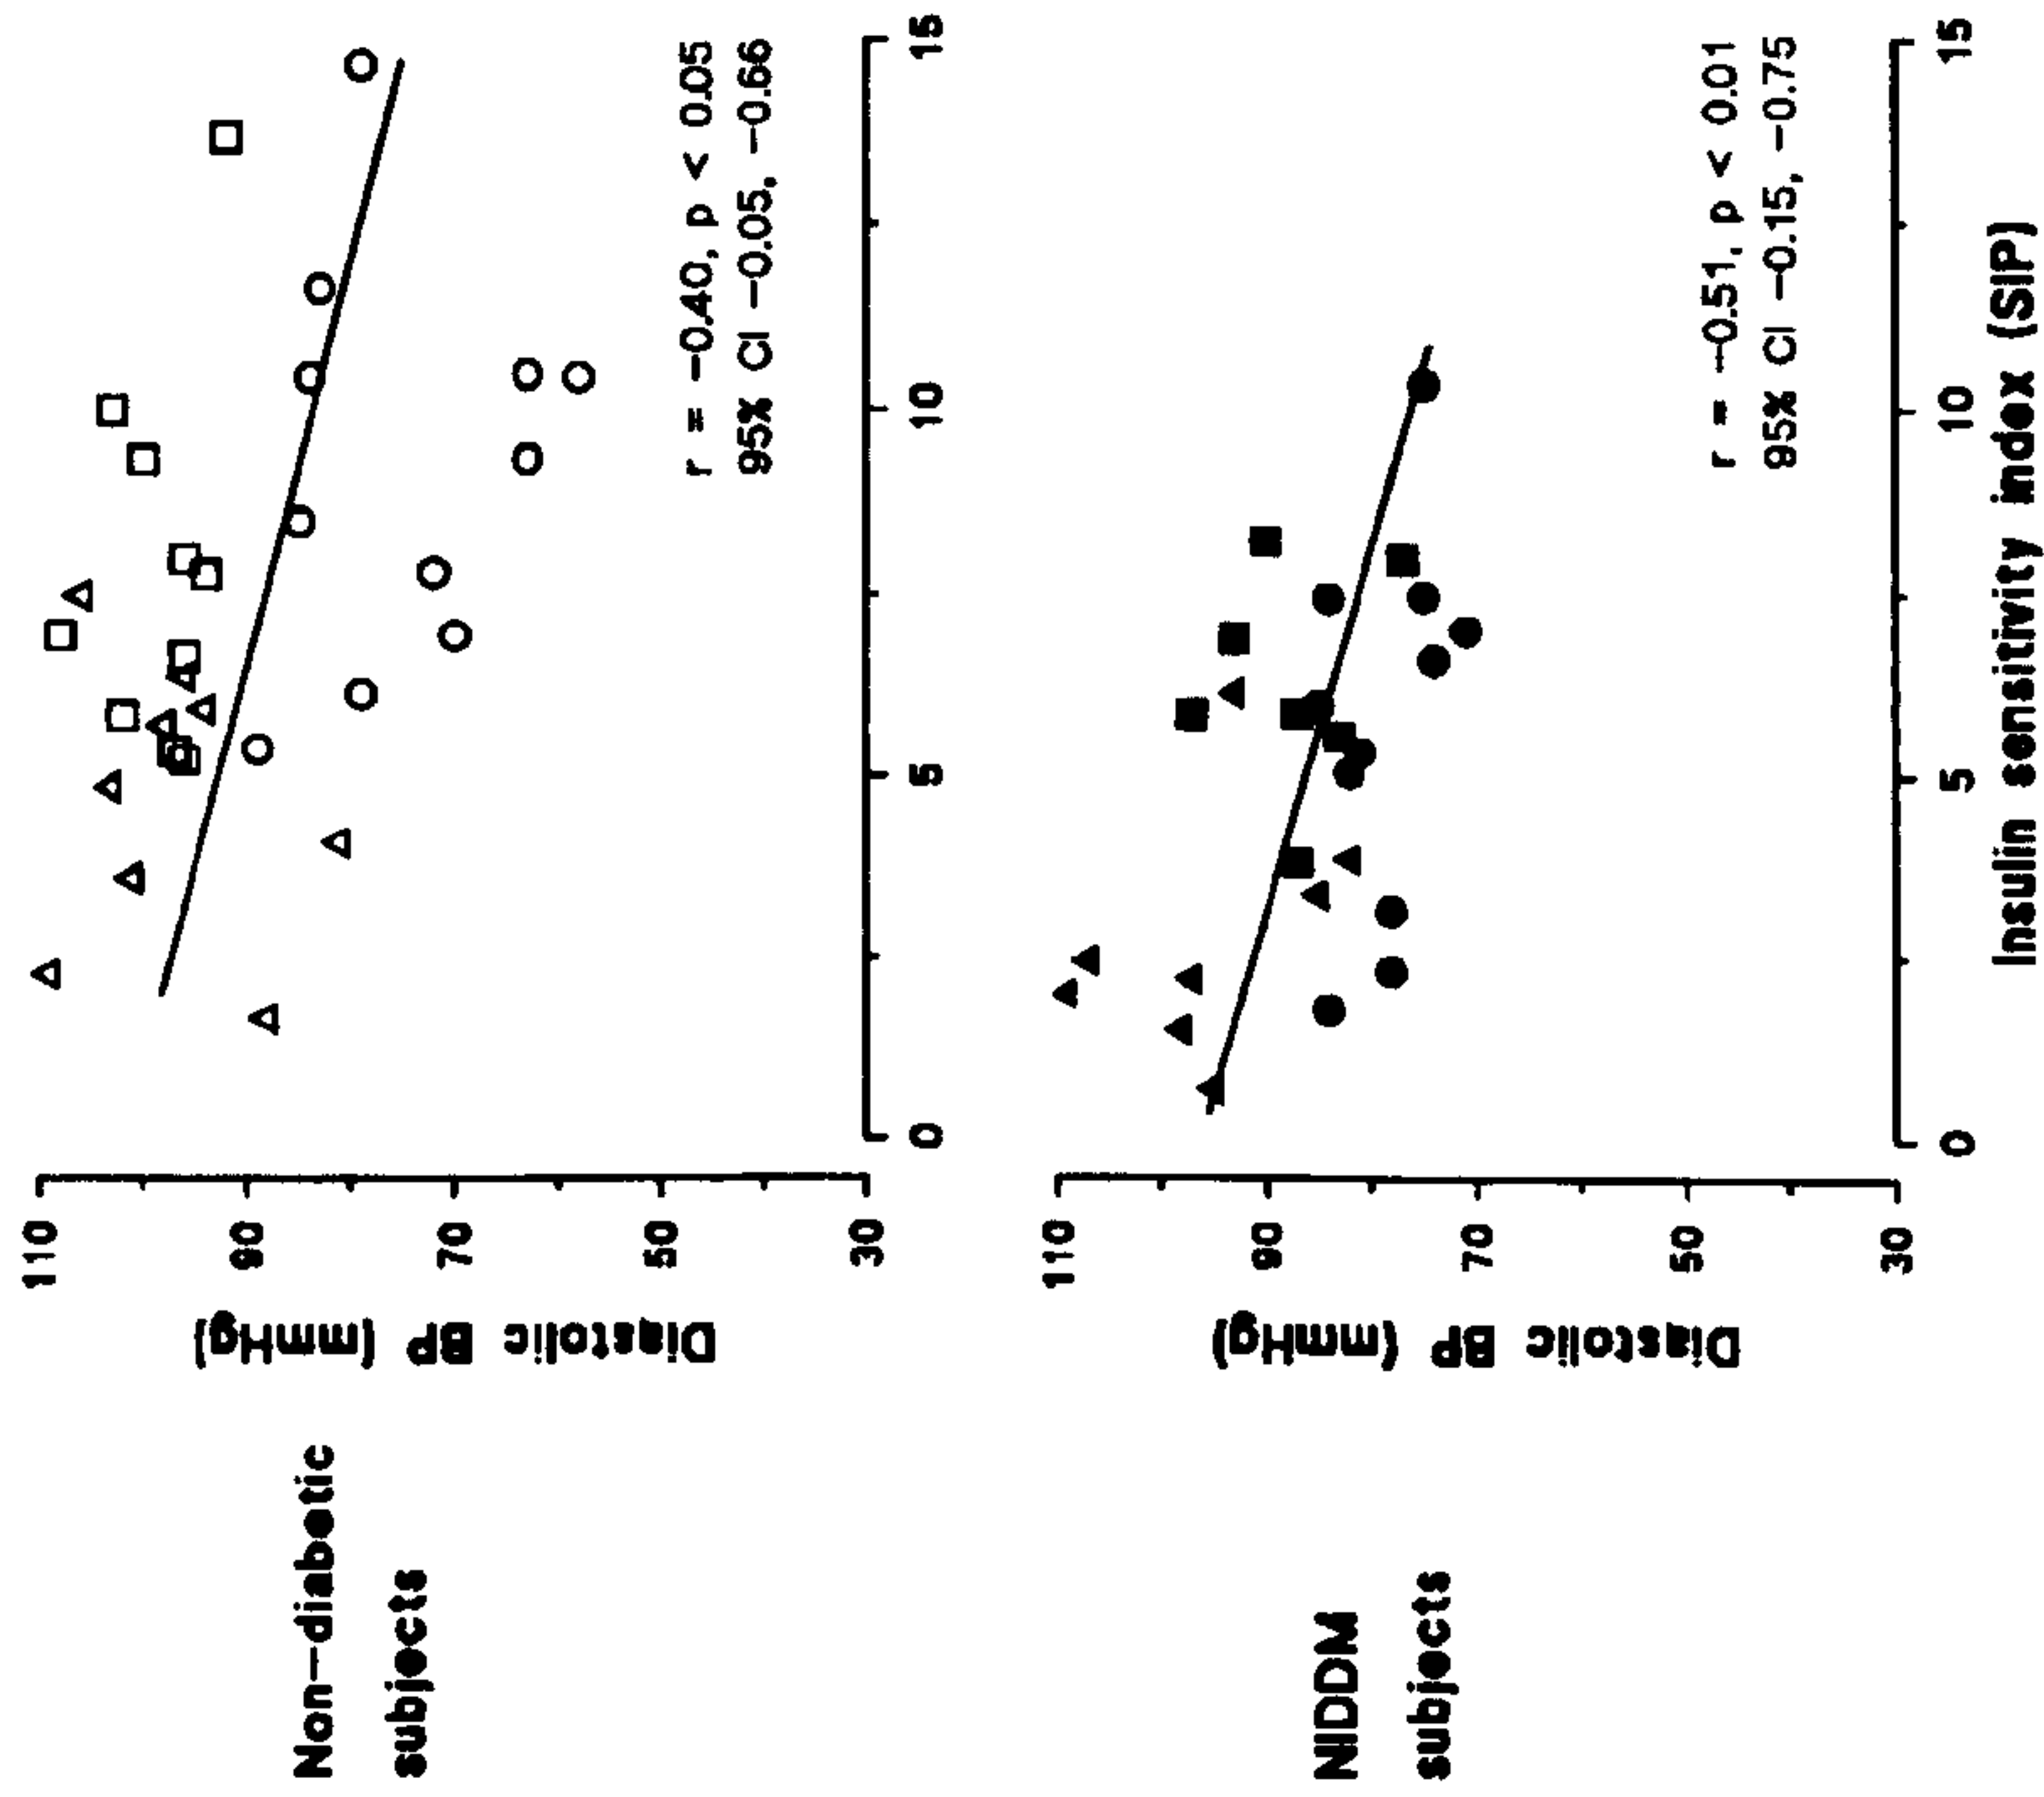 Non-diabetic
subjects
Diastolic BP (mmHg)
110
90
70
50
30
r = -0.40, p < 0.05
95% CI -0.05, -0.66
0
5
10
15
NIDDM
subjects
Diastolic BP (mmHg)
110
90
70
50
30
r = -0.51, p < 0.01
95% CI -0.15, -0.75
0
5
10
15
Insulin sensitivity index (SIP)